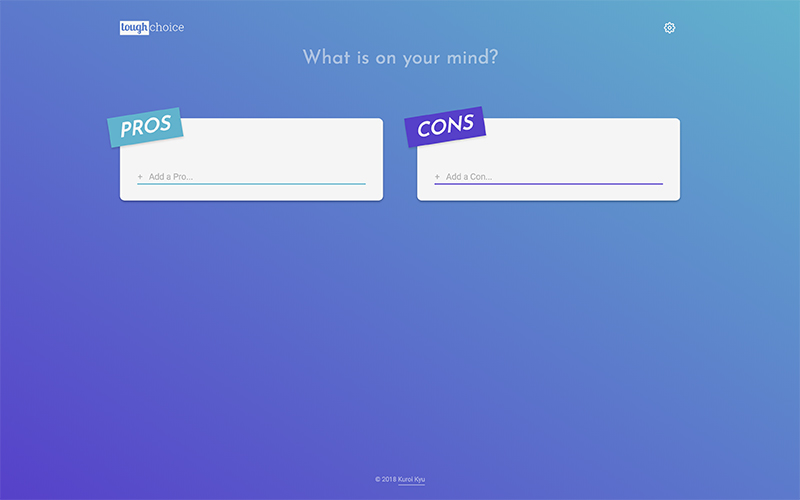 toughchoice
What is on your mind?
PROS
CONS
+ Add a Pro...
+ Add a Con...
© 2018 Kuroi Kyu